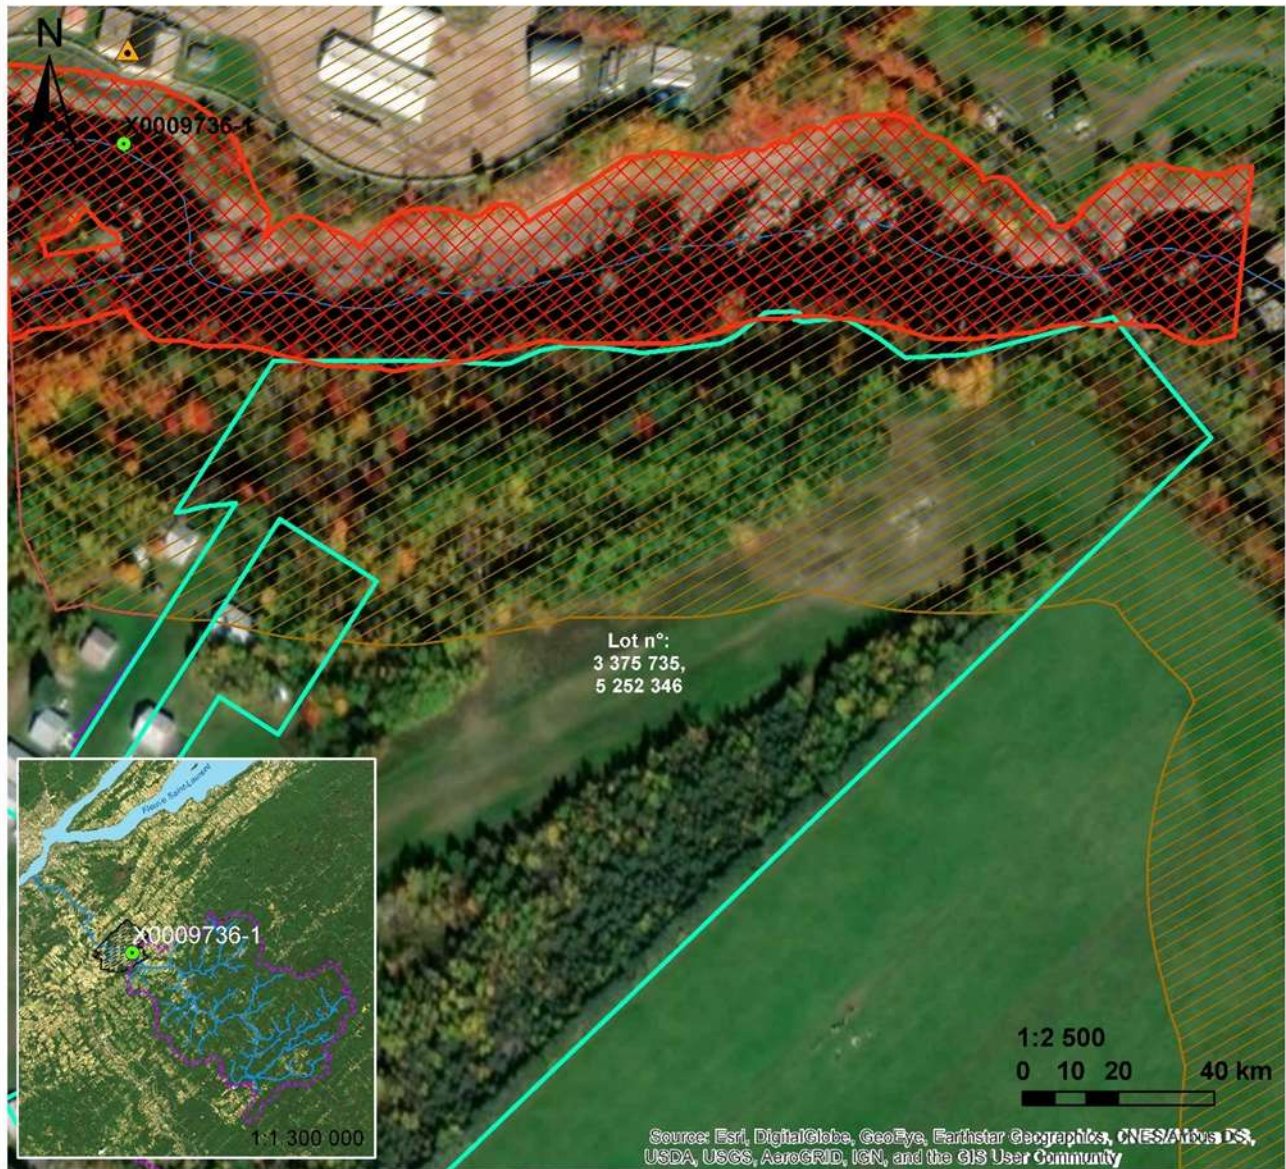 N
X0009736-1
Lot n°:
3 375 735,
5 252 346
Fleuve Saint-Laurent
X0009736-1
1:1 300 000
1:2 500
0 10 20 40 km
Source: Esri, DigitalGlobe, GeoEye, Earthstar Geographics, CNES/Airbus DS,
USDA, USGS, AeroGRID, IGN, and the GIS User Community